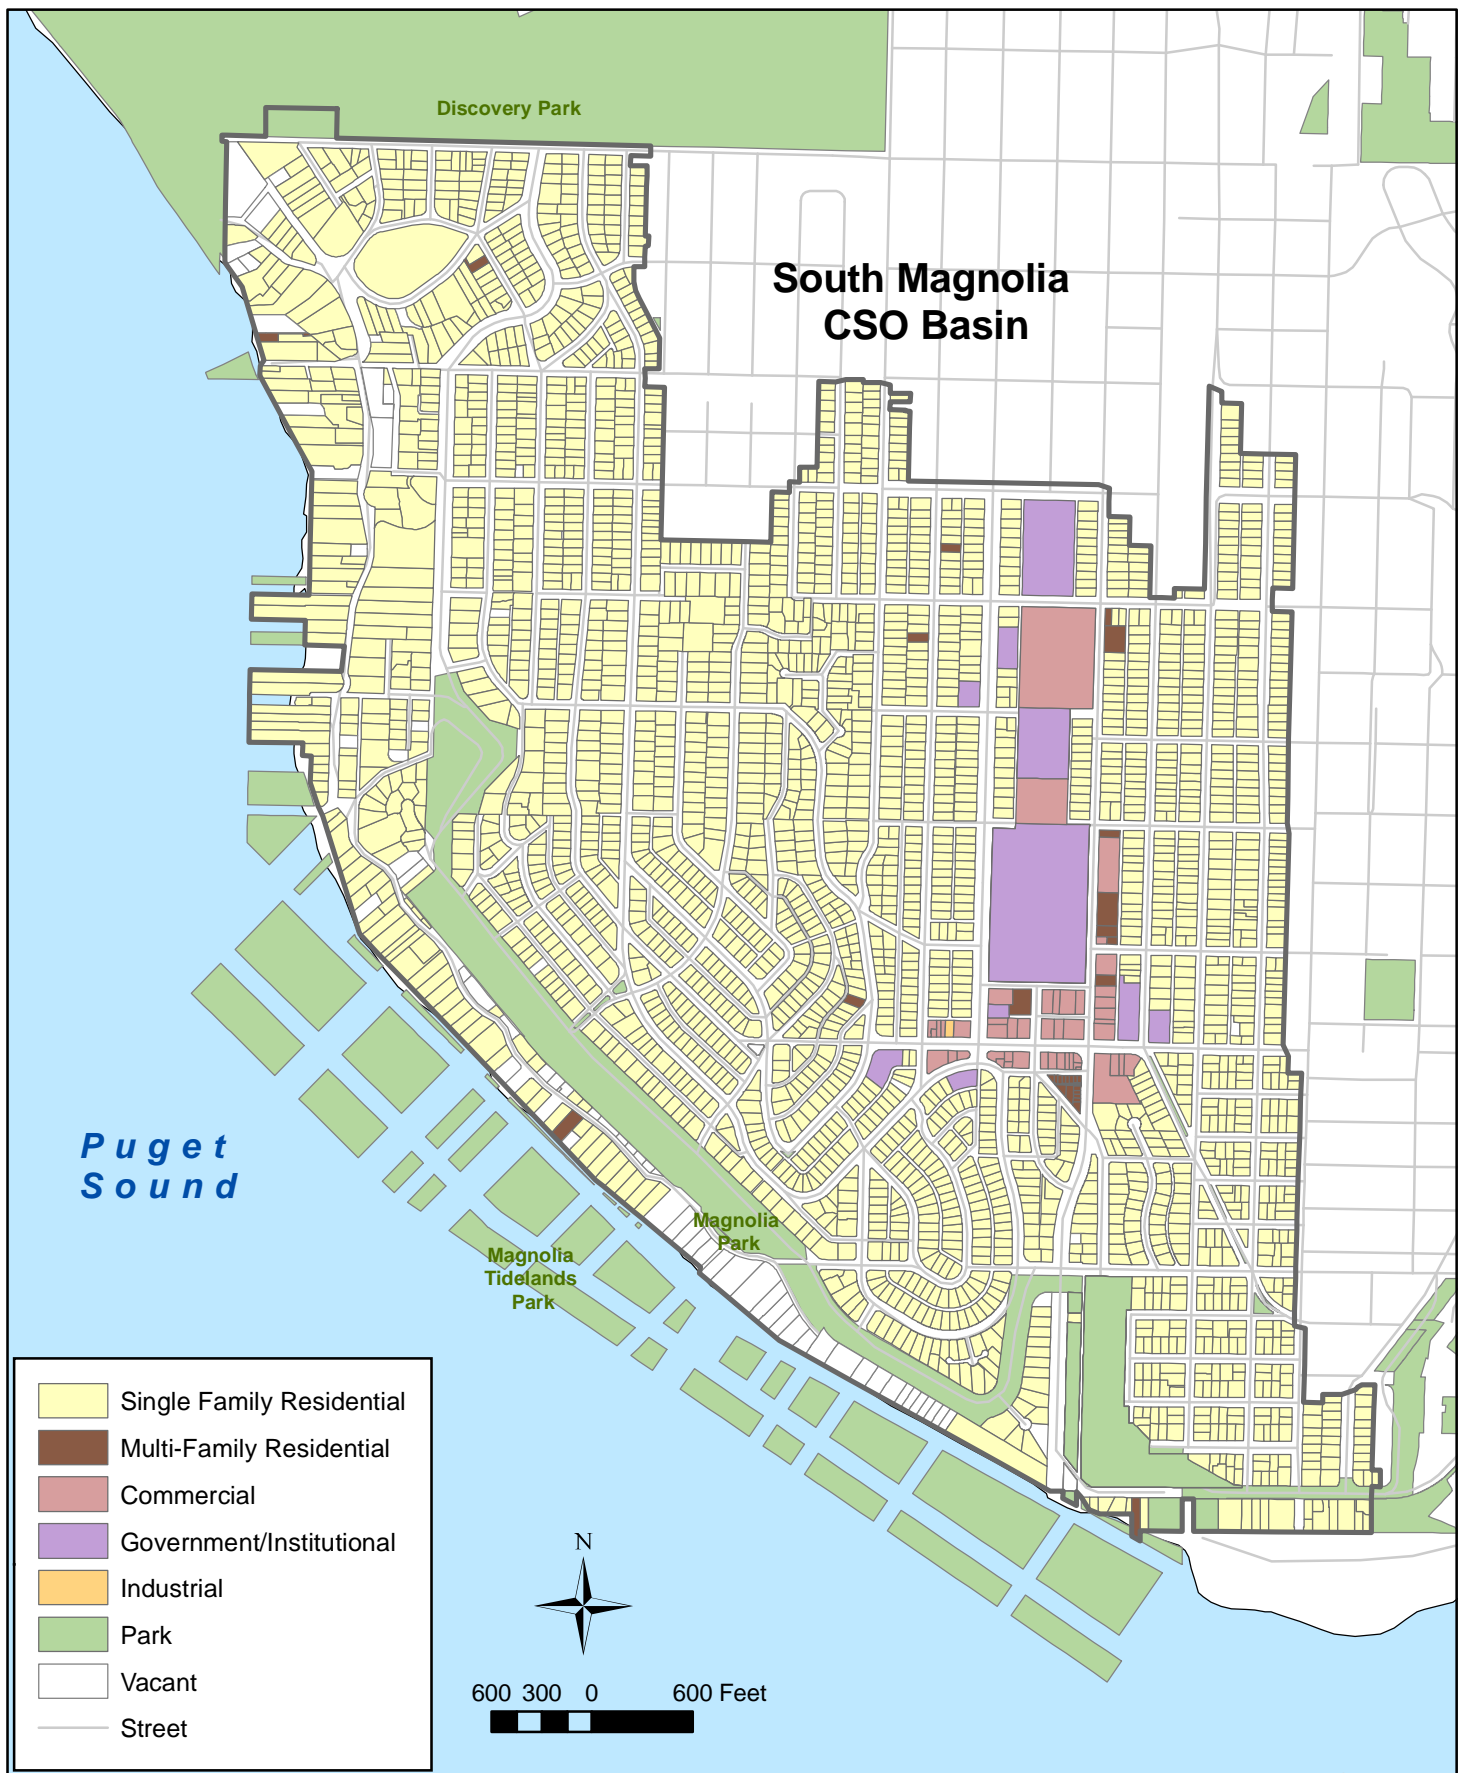 Discovery Park
South Magnolia
CSO Basin
Puget
Sound
Magnolia
Park
Magnolia
Tidelands
Park
Single Family Residential
Multi-Family Residential
Commercial
Government/Institutional
Industrial
Park
Vacant
Street
N
600 300 0 600 Feet